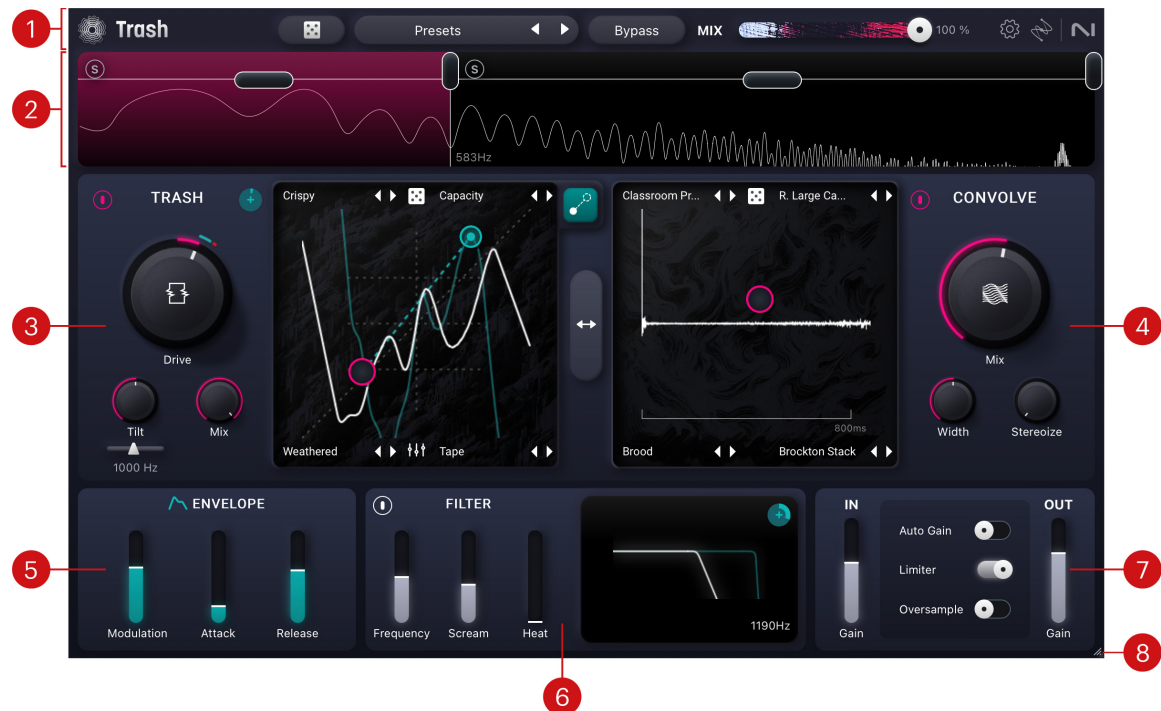 1
Trash
Presets
Bypass
MIX
100 %
2
S
S
583Hz
3
TRASH
Drive
Tilt
Mix
1000 Hz
Crispy
Capacity
Weathered
Tape
Classroom Pr...
R. Large Ca...
800ms
Brood
Brockton Stack
CONVOLVE
Mix
Width
Stereoize
4
5
ENVELOPE
Modulation
Attack
Release
FILTER
Frequency
Scream
Heat
1190Hz
6
IN
Gain
Auto Gain
Limiter
Oversample
OUT
Gain
7
8